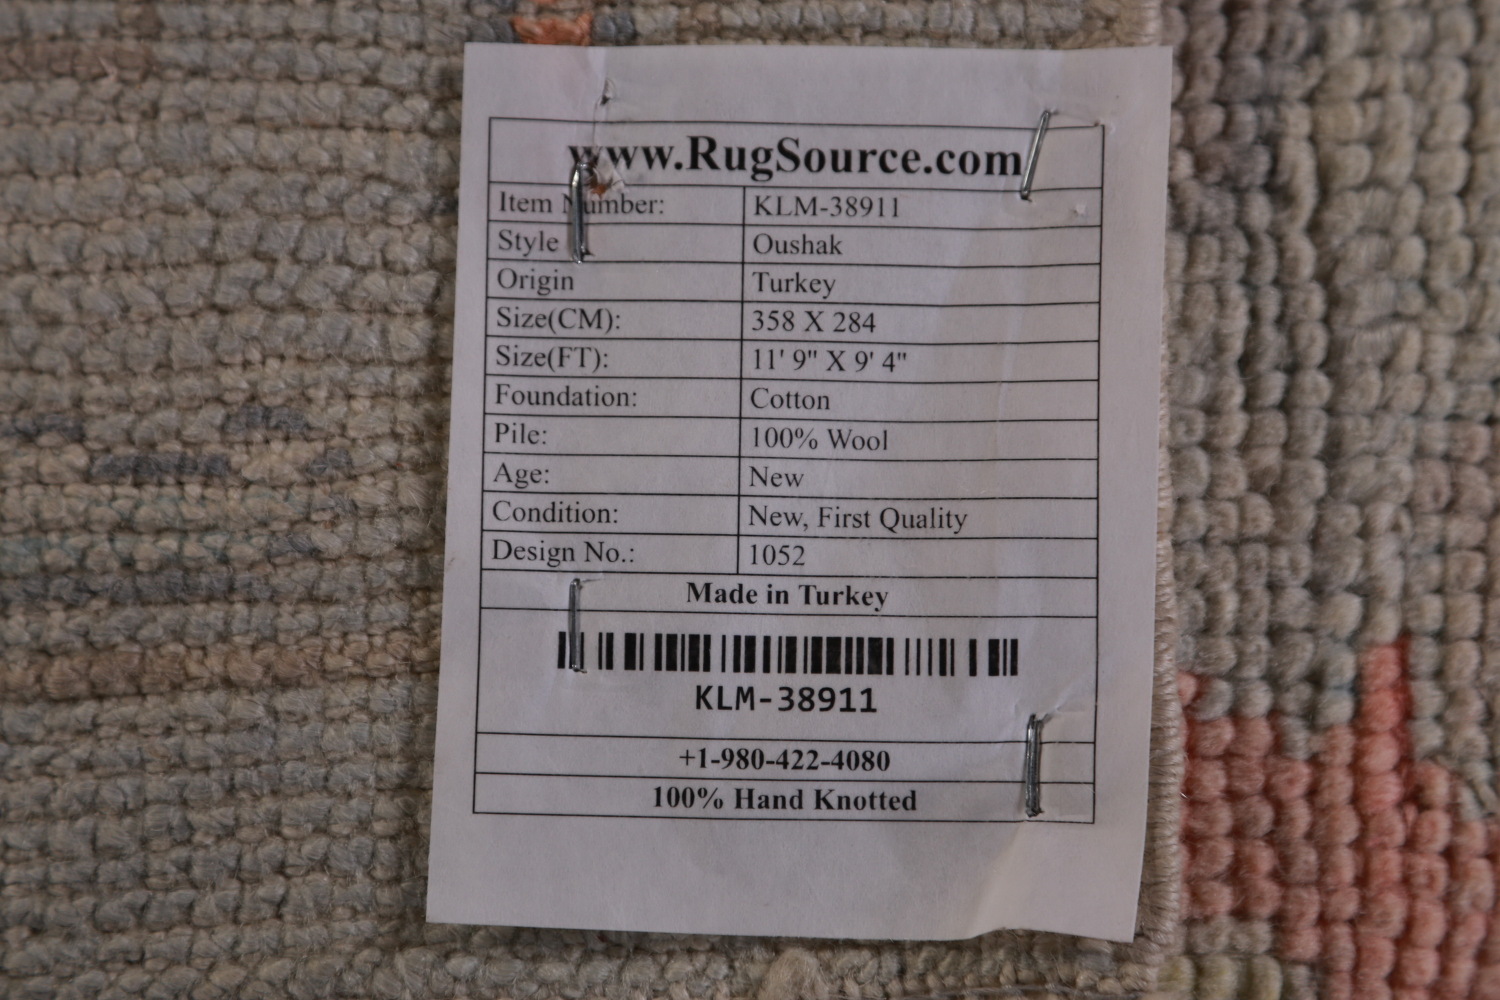 www.RugSource.com
Item Number: KLM-38911
Style Oushak
Origin Turkey
Size(CM): 358 X 284
Size(FT): 11' 9" X 9' 4"
Foundation: Cotton
Pile: 100% Wool
Age: New
Condition: New, First Quality
Design No.: 1052
Made in Turkey
KLM-38911
+1-980-422-4080
100% Hand Knotted